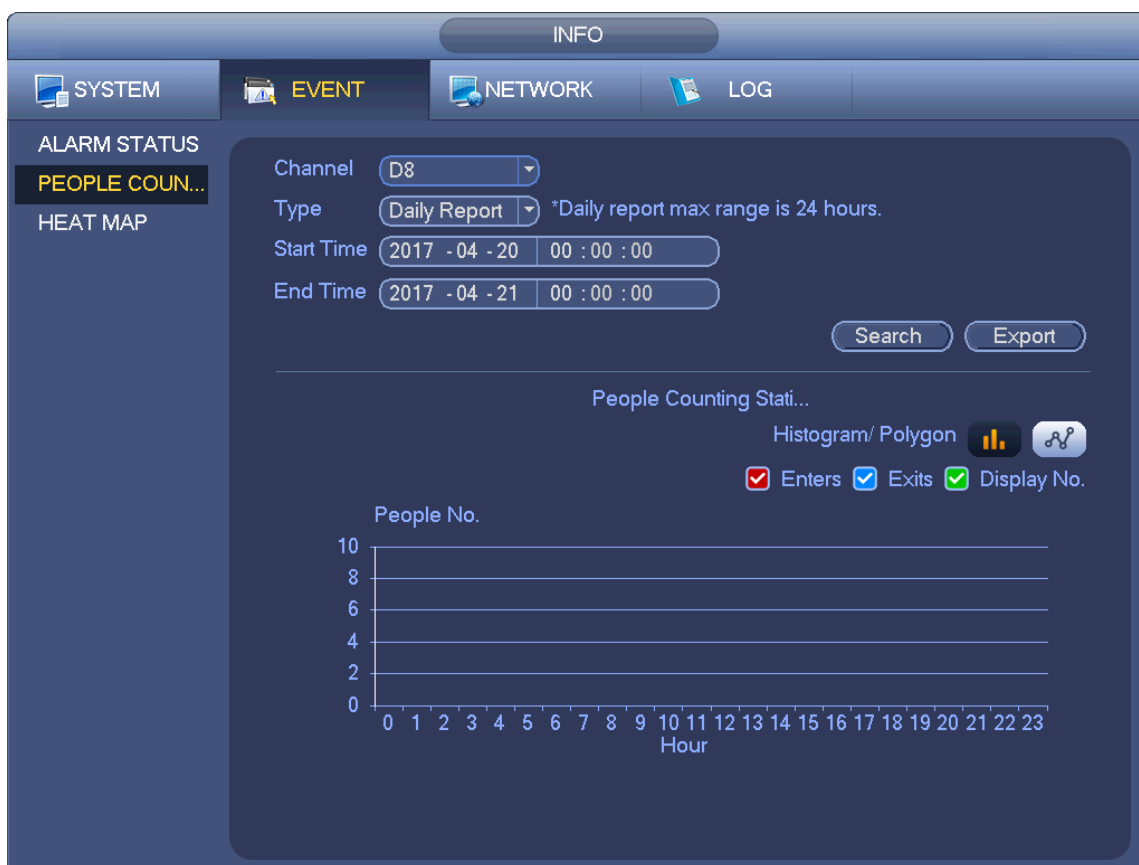 INFO
SYSTEM EVENT NETWORK LOG
ALARM STATUS
PEOPLE COUN...
HEAT MAP
Channel D8
Type Daily Report *Daily report max range is 24 hours.
Start Time 2017 - 04 - 20 00 : 00 : 00
End Time 2017 - 04 - 21 00 : 00 : 00
Search Export
People Counting Stati...
Histogram/ Polygon
Enters Exits Display No.
People No.
10
8
6
4
2
0
0 1 2 3 4 5 6 7 8 9 10 11 12 13 14 15 16 17 18 19 20 21 22 23
Hour